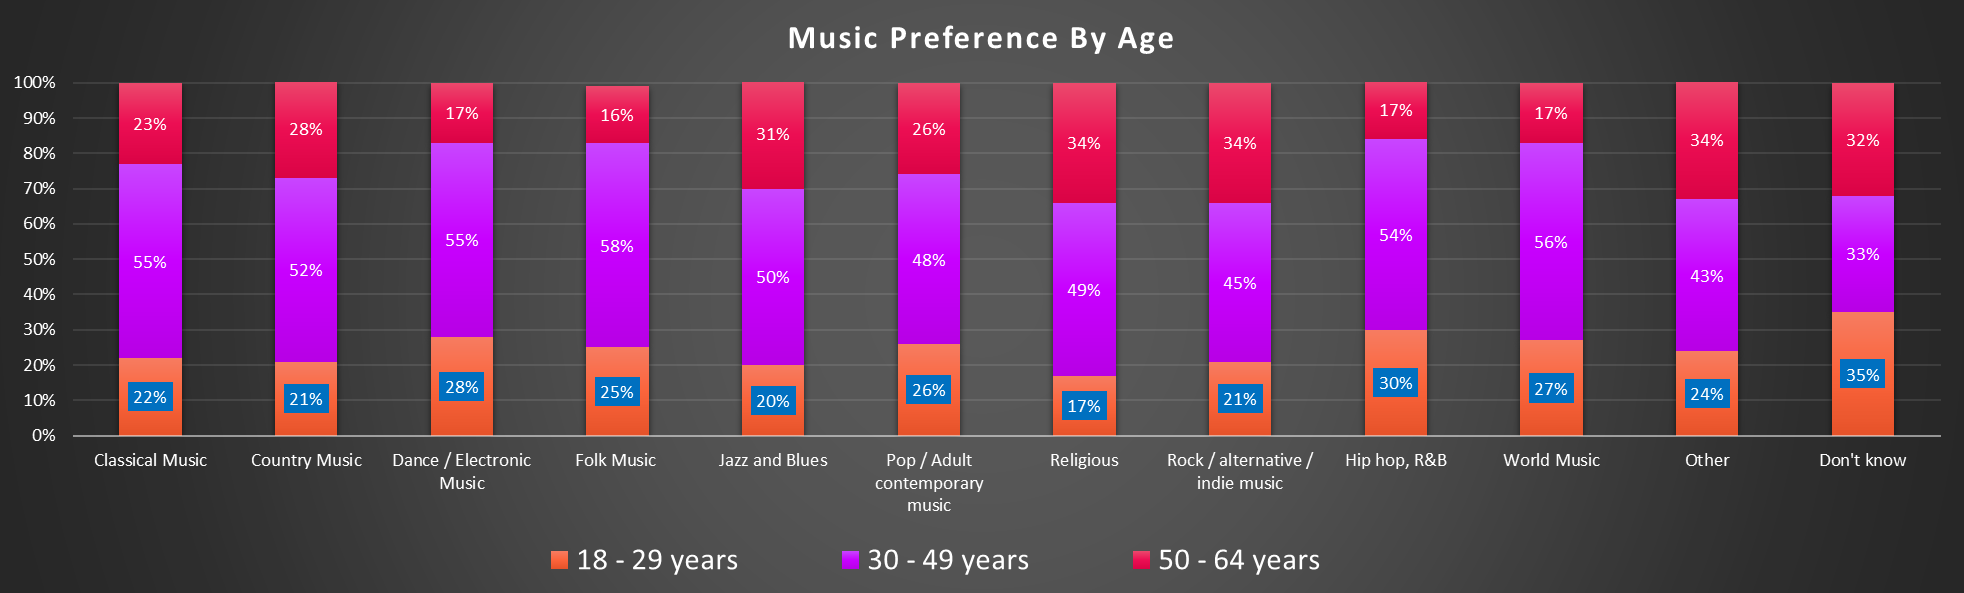 Music Preference By Age
100%
90%
80%
70%
60%
50%
40%
30%
20%
10%
0%
23% 28% 17% 16% 31% 26% 34% 34% 17% 17% 34% 32%
55% 52% 55% 58% 50% 48% 49% 45% 54% 56% 43% 33%
22% 21% 28% 25% 20% 26% 17% 21% 30% 27% 24% 35%
Classical Music
Country Music
Dance / Electronic
Music
Folk Music
Jazz and Blues
Pop / Adult
contemporary
music
Religious
Rock / alternative /
indie music
Hip hop, R&B
World Music
Other
Don't know
18 - 29 years
30 - 49 years
50 - 64 years